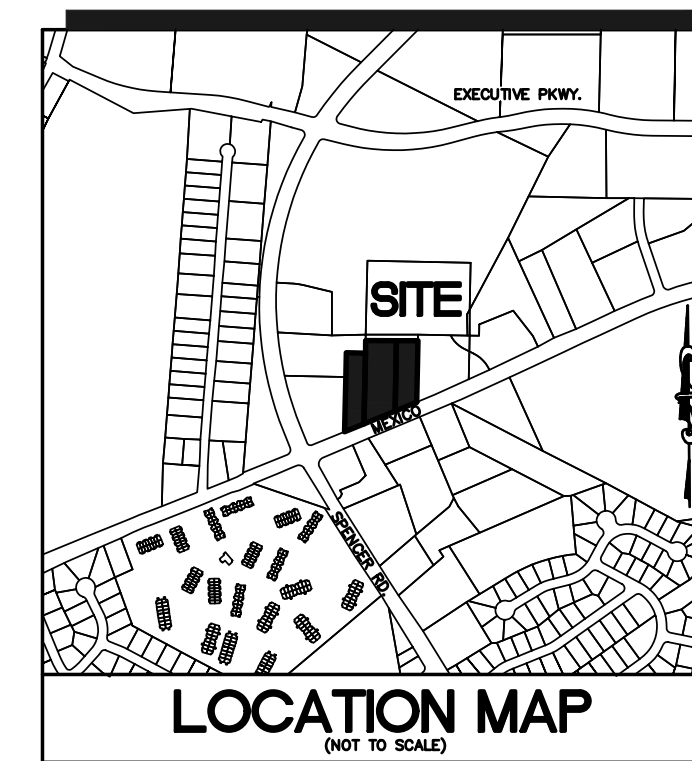 EXECUTIVE PKWY.
SITE
MEXICO
SPENCER RD.
LOCATION MAP
(NOT TO SCALE)